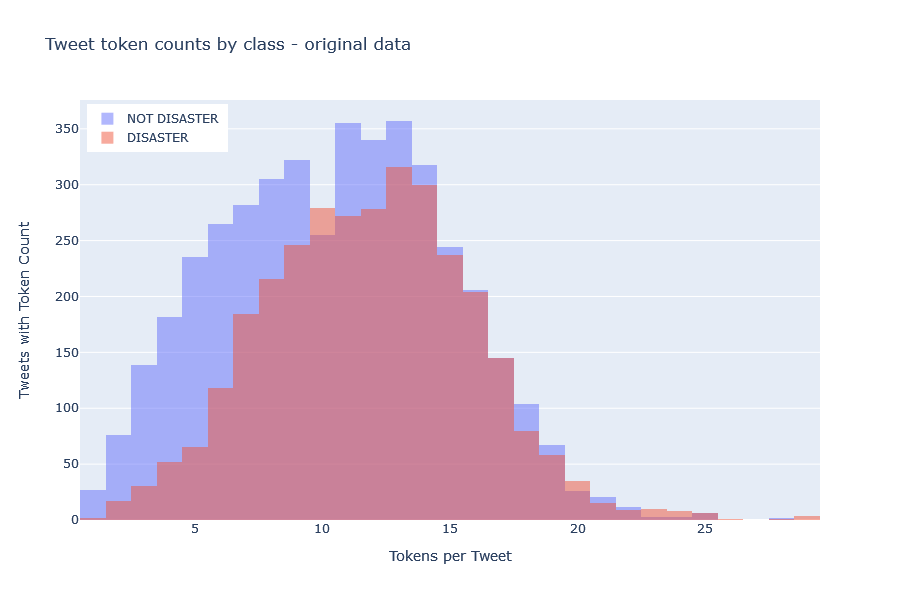 Tweet token counts by class - original data
NOT DISASTER
DISASTER
350
300
250
200
150
100
50
0
Tweets with Token Count
5 10 15 20 25
Tokens per Tweet